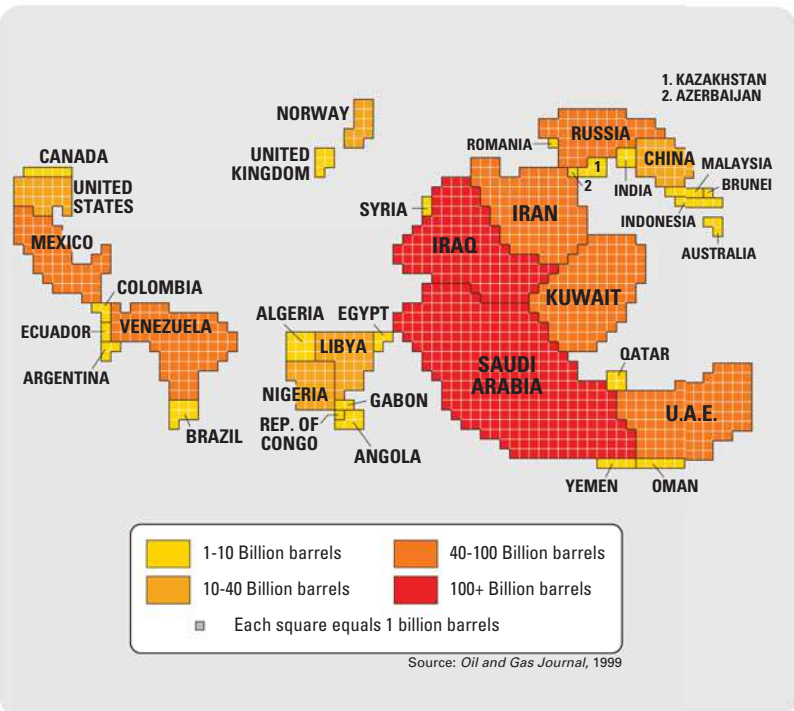 1. KAZAKHSTAN
2. AZERBAIJAN
NORWAY
RUSSIA
ROMANIA
CANADA
UNITED
KINGDOM
1
CHINA
MALAYSIA
UNITED
STATES
2
INDIA
BRUNEI
SYRIA
IRAN
INDONESIA
MEXICO
IRAQ
AUSTRALIA
COLOMBIA
KUWAIT
ALGERIA
EGYPT
ECUADOR
VENEZUELA
LIBYA
QATAR
SAUDI
ARABIA
ARGENTINA
NIGERIA
GABON
U.A.E.
REP. OF
CONGO
BRAZIL
ANGOLA
YEMEN
OMAN
1-10 Billion barrels
40-100 Billion barrels
10-40 Billion barrels
100+ Billion barrels
Each square equals 1 billion barrels
Source: Oil and Gas Journal, 1999